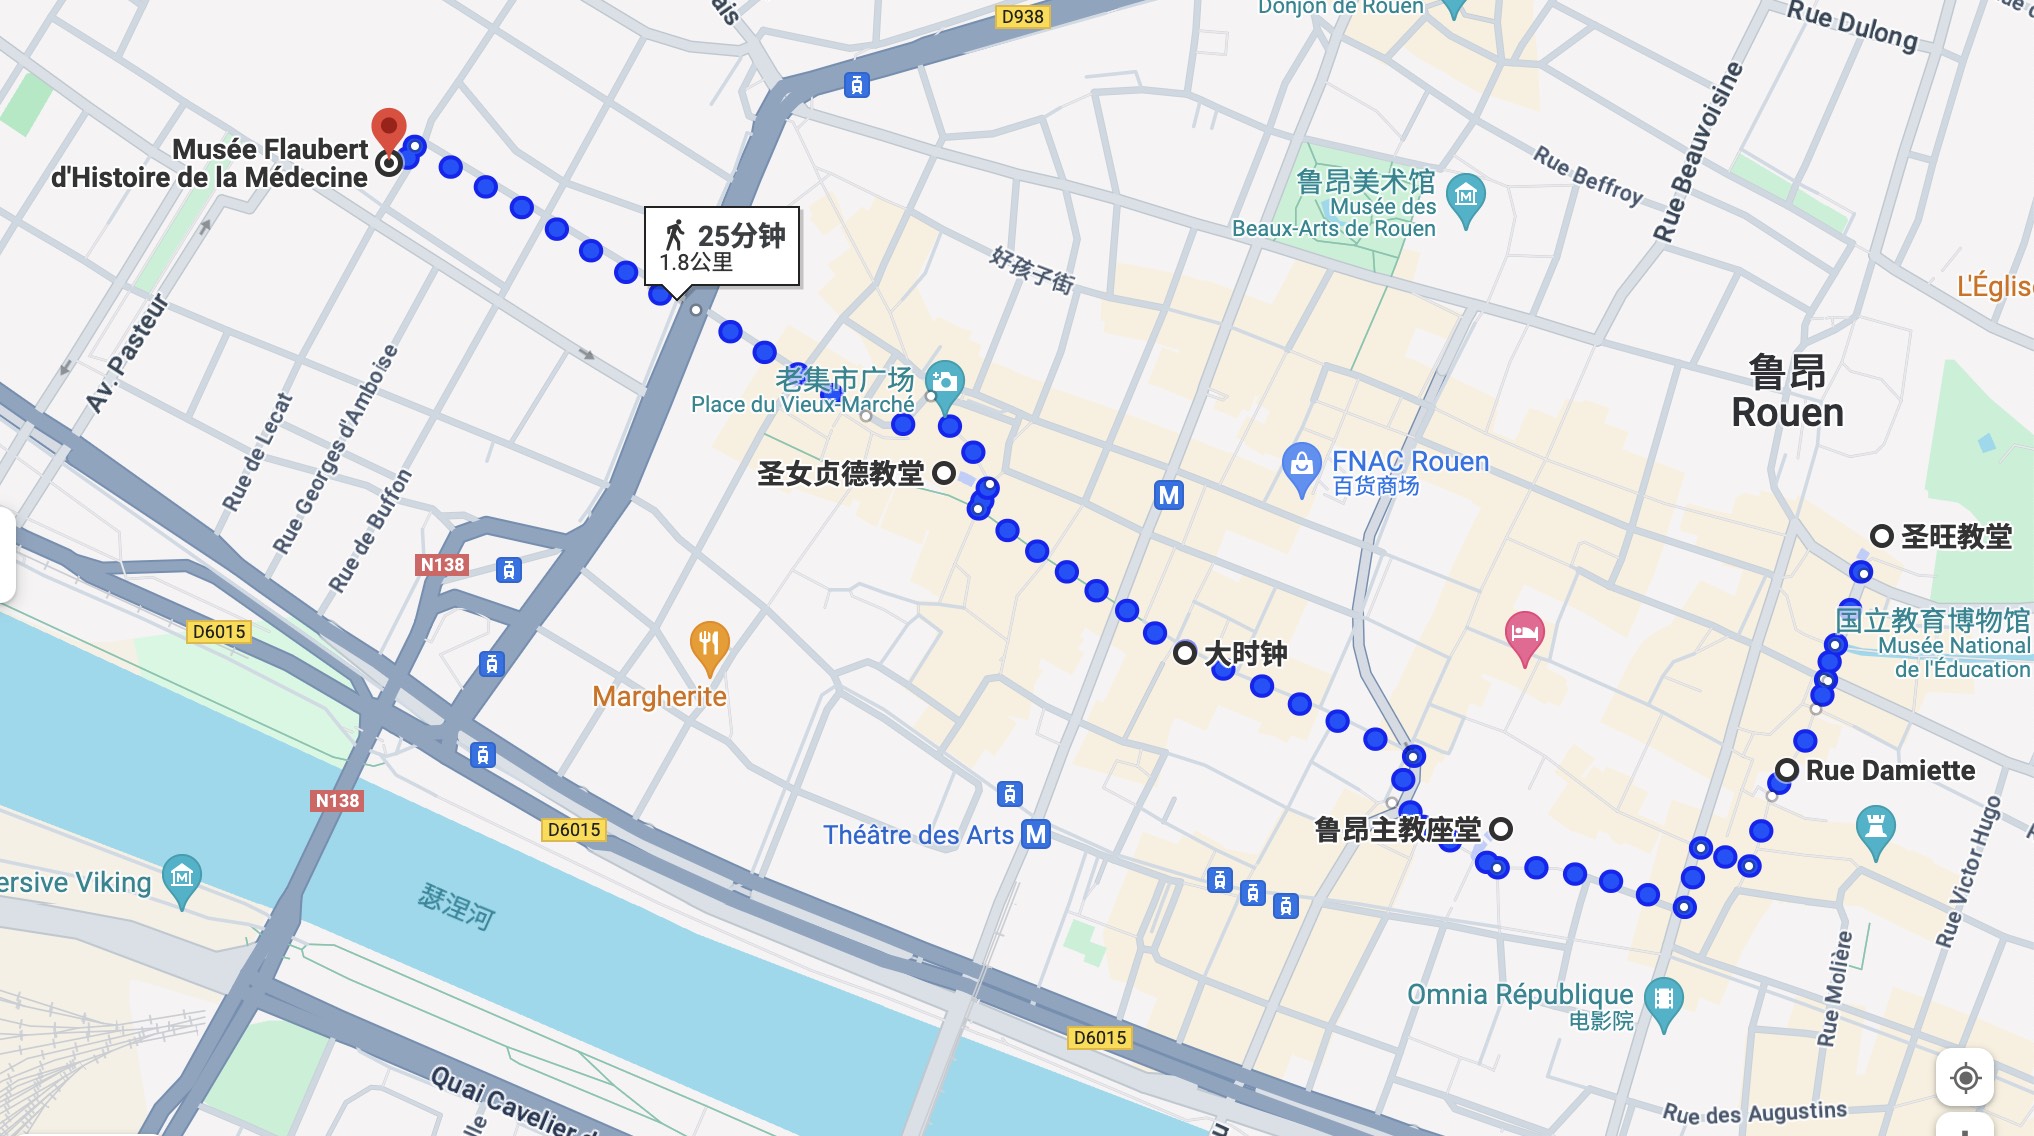 D938
Donjon de Rouen
Rue Dulong
Musée Flaubert
d'Histoire de la Médecine
Rue Beauvoisine
Rue Beffroy
鲁昂美术馆
Musée des
Beaux-Arts de Rouen
25分钟
1.8公里
好孩子街
L'Églis
Av. Pasteur
鲁昂
Rouen
老集市广场
Place du Vieux-Marché
Rue de Lecat
Rue Georges d'Amboise
Rue de Buffon
圣女贞德教堂
FNAC Rouen
百货商场
M
圣旺教堂
N138
D6015
国立教育博物馆
Musée National
de l'Éducation
大时钟
Margherite
Rue Damiette
N138
D6015
Théâtre des Arts M
鲁昂主教座堂
Rue Victor Hugo
ersive Viking
瑟涅河
Rue Molière
Omnia République
电影院
D6015
Quai Cavelier d
Rue des Augustins